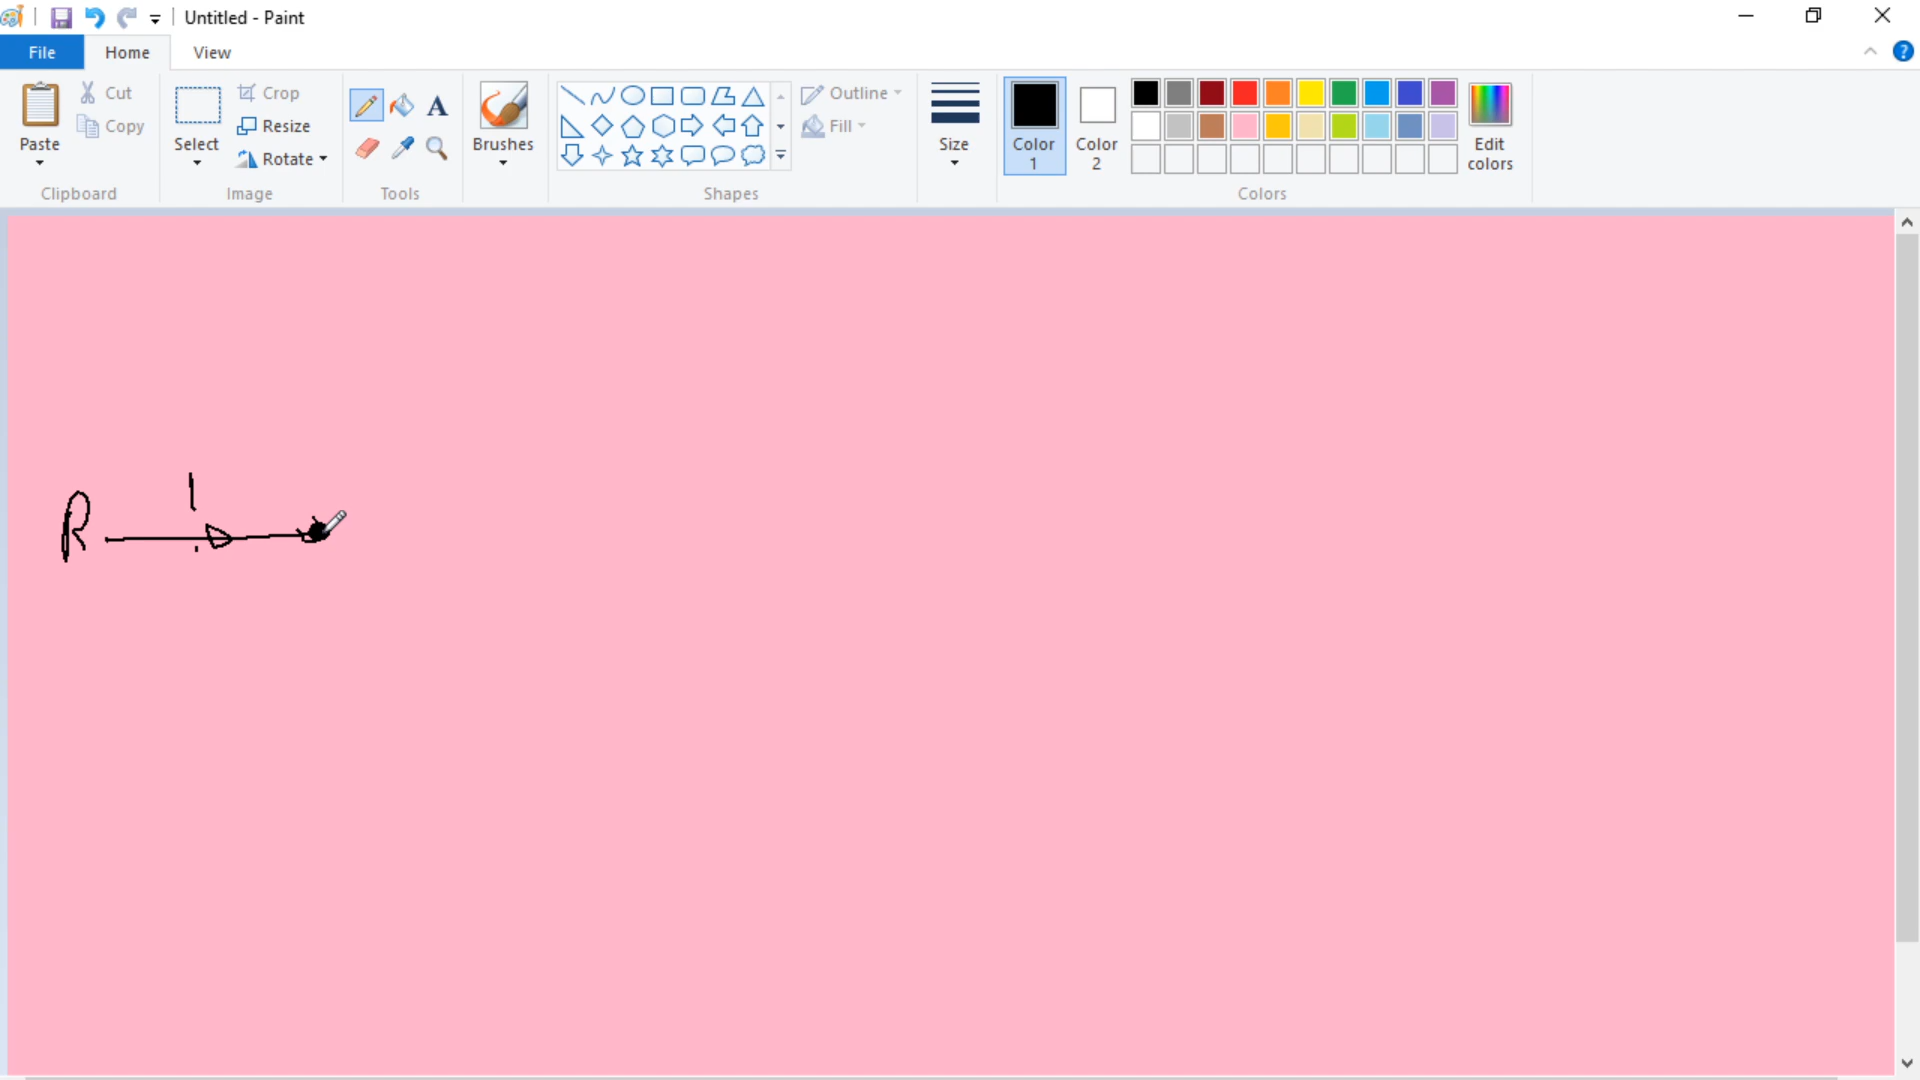 Untitled - Paint
File Home View
Paste
Cut
Copy
Clipboard
Select
Crop
Resize
Rotate
Image
A
Tools
Brushes
Outline
Fill
Shapes
Size
Color 1
Color 2
Edit colors
Colors
1
R